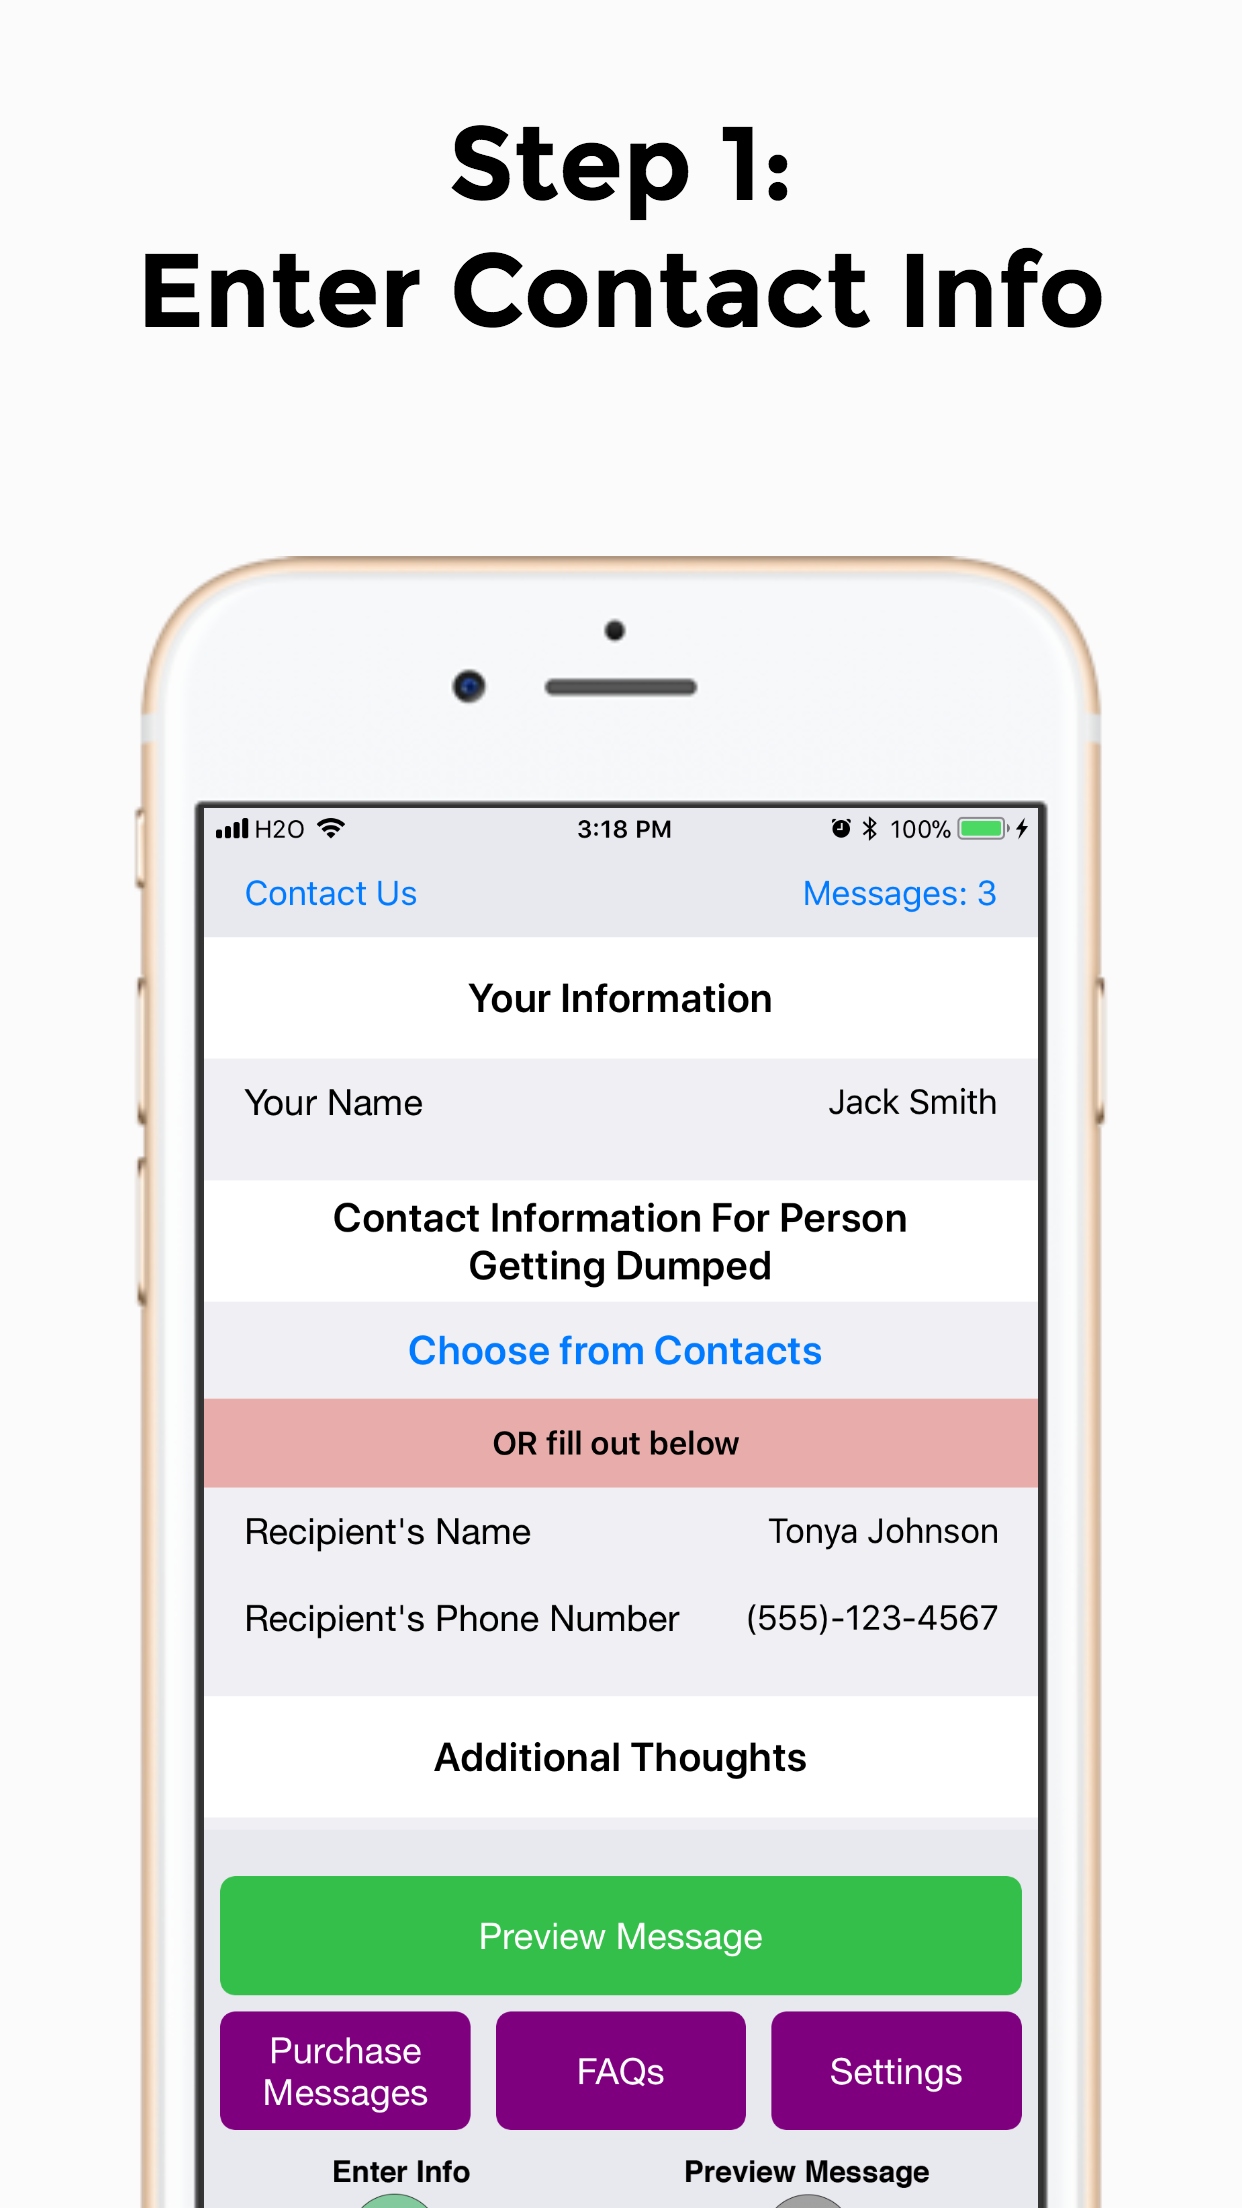 Step 1:
Enter Contact Info
H2O
3:18 PM
100%
Contact Us
Messages: 3
Your Information
Your Name
Jack Smith
Contact Information For Person
Getting Dumped
Choose from Contacts
OR fill out below
Recipient's Name
Tonya Johnson
Recipient's Phone Number
(555)-123-4567
Additional Thoughts
Preview Message
Purchase
Messages
FAQs
Settings
Enter Info
Preview Message